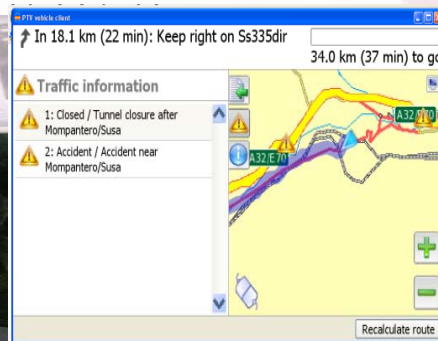 PTV vehicle client
In 18.1 km (22 min): Keep right on Ss335dir
34.0 km (37 min) to go
Traffic information
1: Closed / Tunnel closure after
Mompantero/Susa
2: Accident / Accident near
Mompantero/Susa
A32/E70
A32/E70
Recalculate route